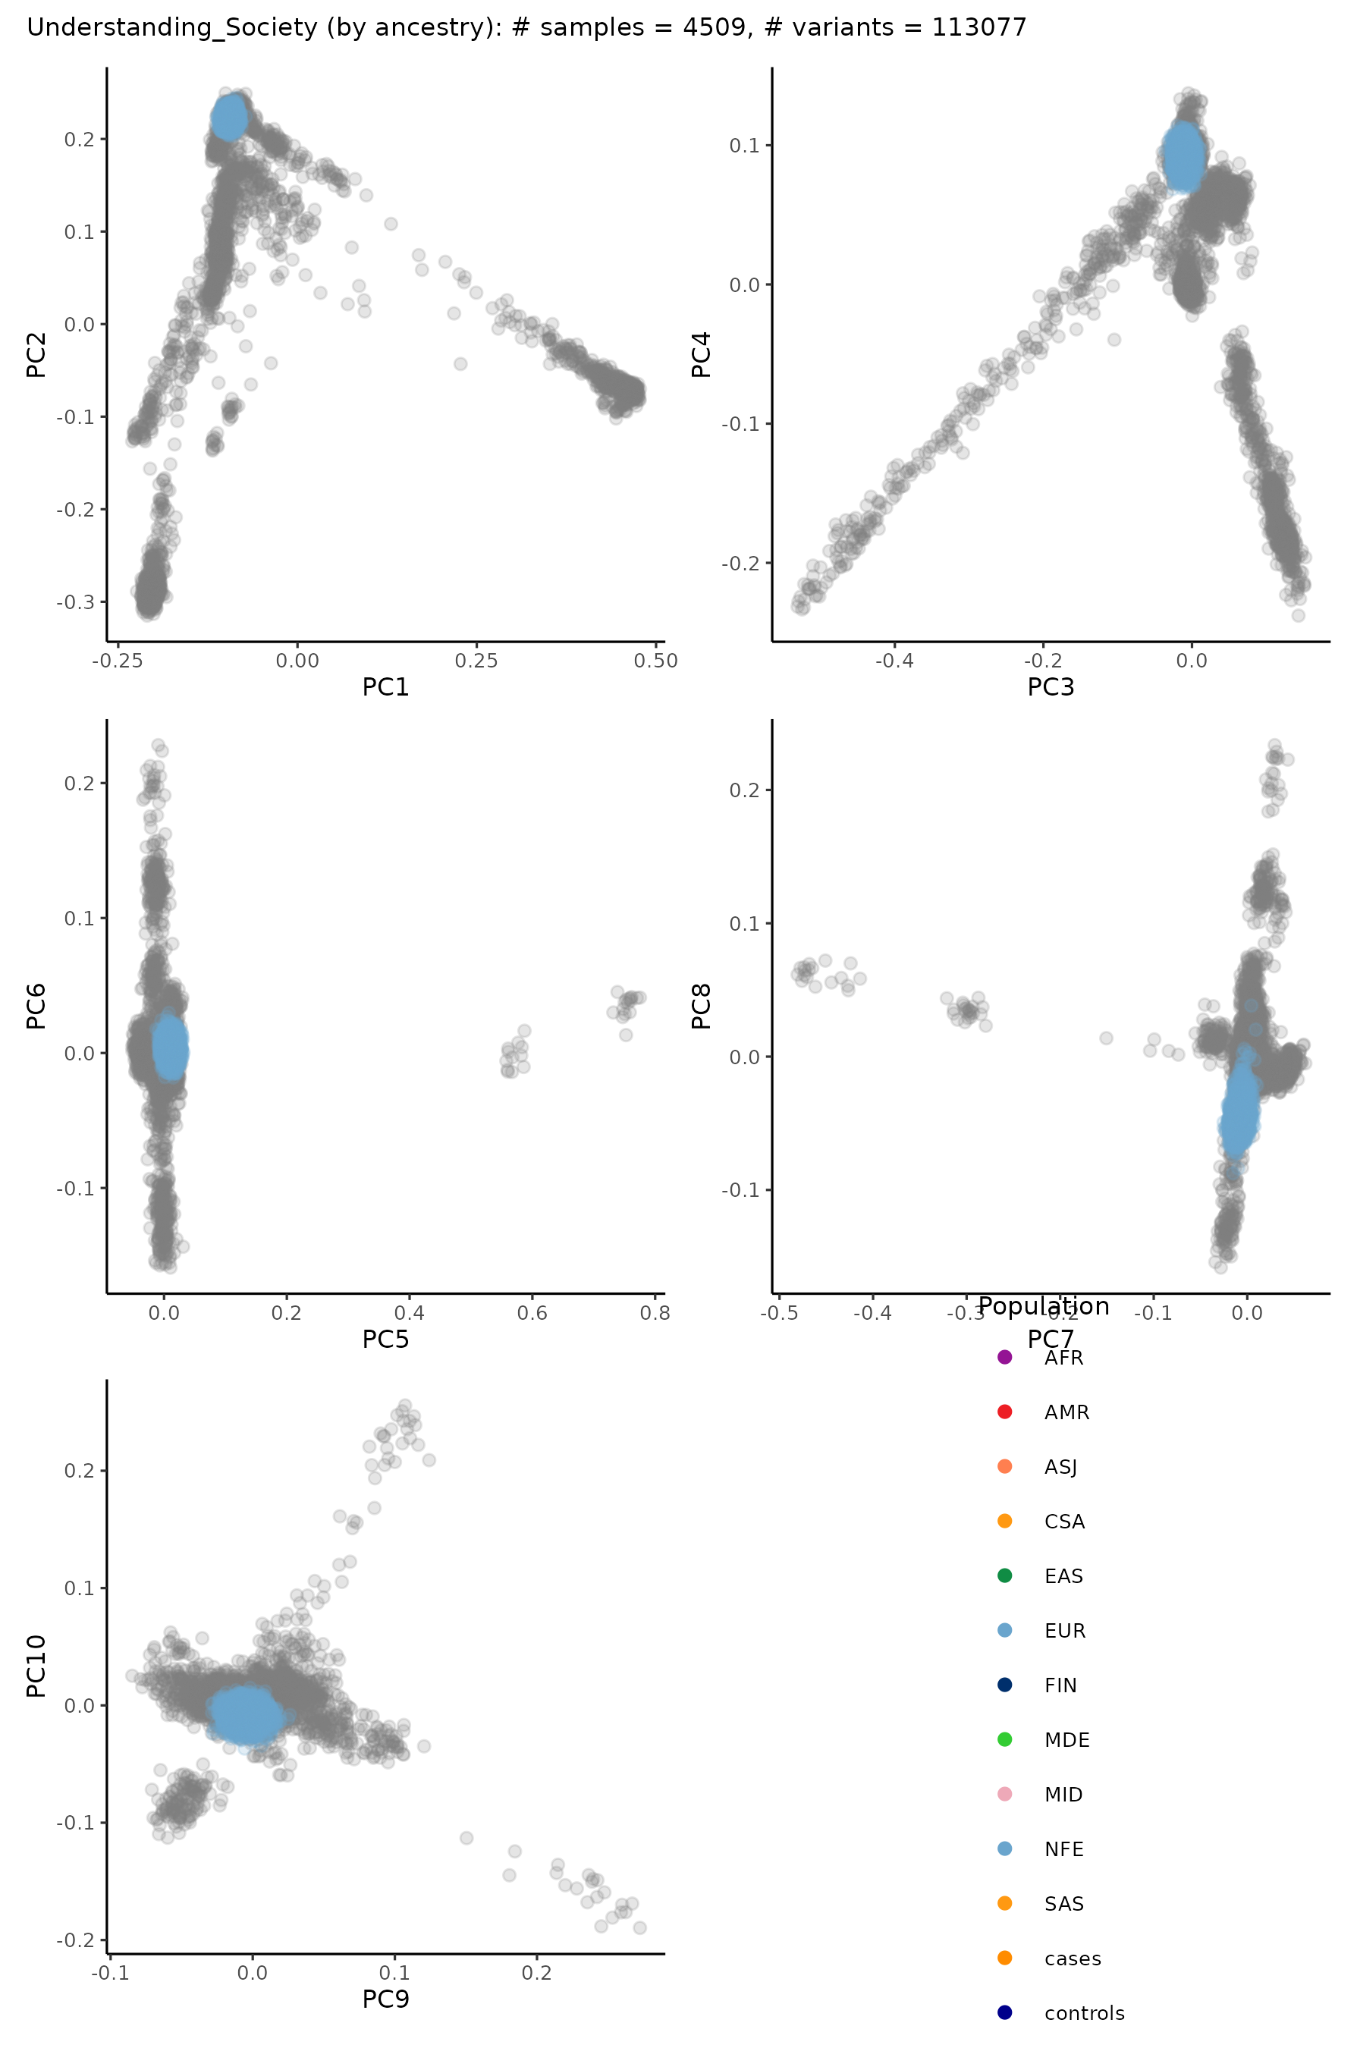 Understanding_Society (by ancestry): # samples = 4509, # variants = 113077
0.2
0.1
0.0
-0.1
-0.2
-0.3
PC2
-0.25 0.00 0.25 0.50
PC1
0.1
0.0
-0.1
-0.2
PC4
-0.4 -0.2 0.0
PC3
0.2
0.1
0.0
-0.1
PC6
0.0 0.2 0.4 0.6 0.8
PC5
0.2
0.1
0.0
-0.1
PC8
-0.5 -0.4 -0.3 -0.2 -0.1 0.0
PC7
0.2
0.1
0.0
-0.1
-0.2
PC10
-0.1 0.0 0.1 0.2
PC9
Population
AFR
AMR
ASJ
CSA
EAS
EUR
FIN
MDE
MID
NFE
SAS
cases
controls